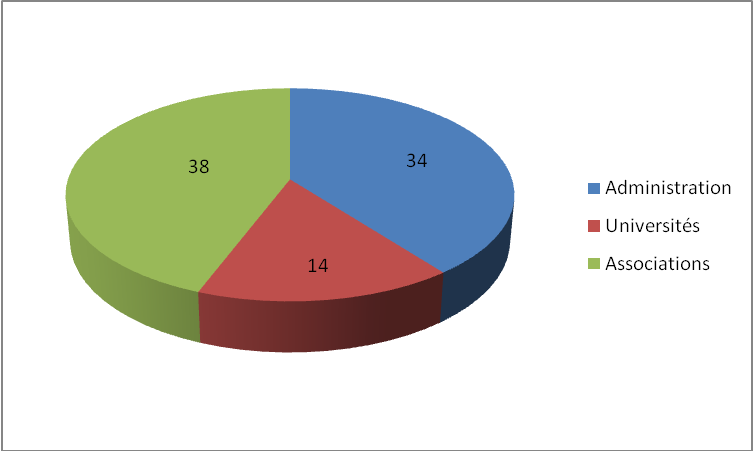 38
34
14
Administration
Universités
Associations